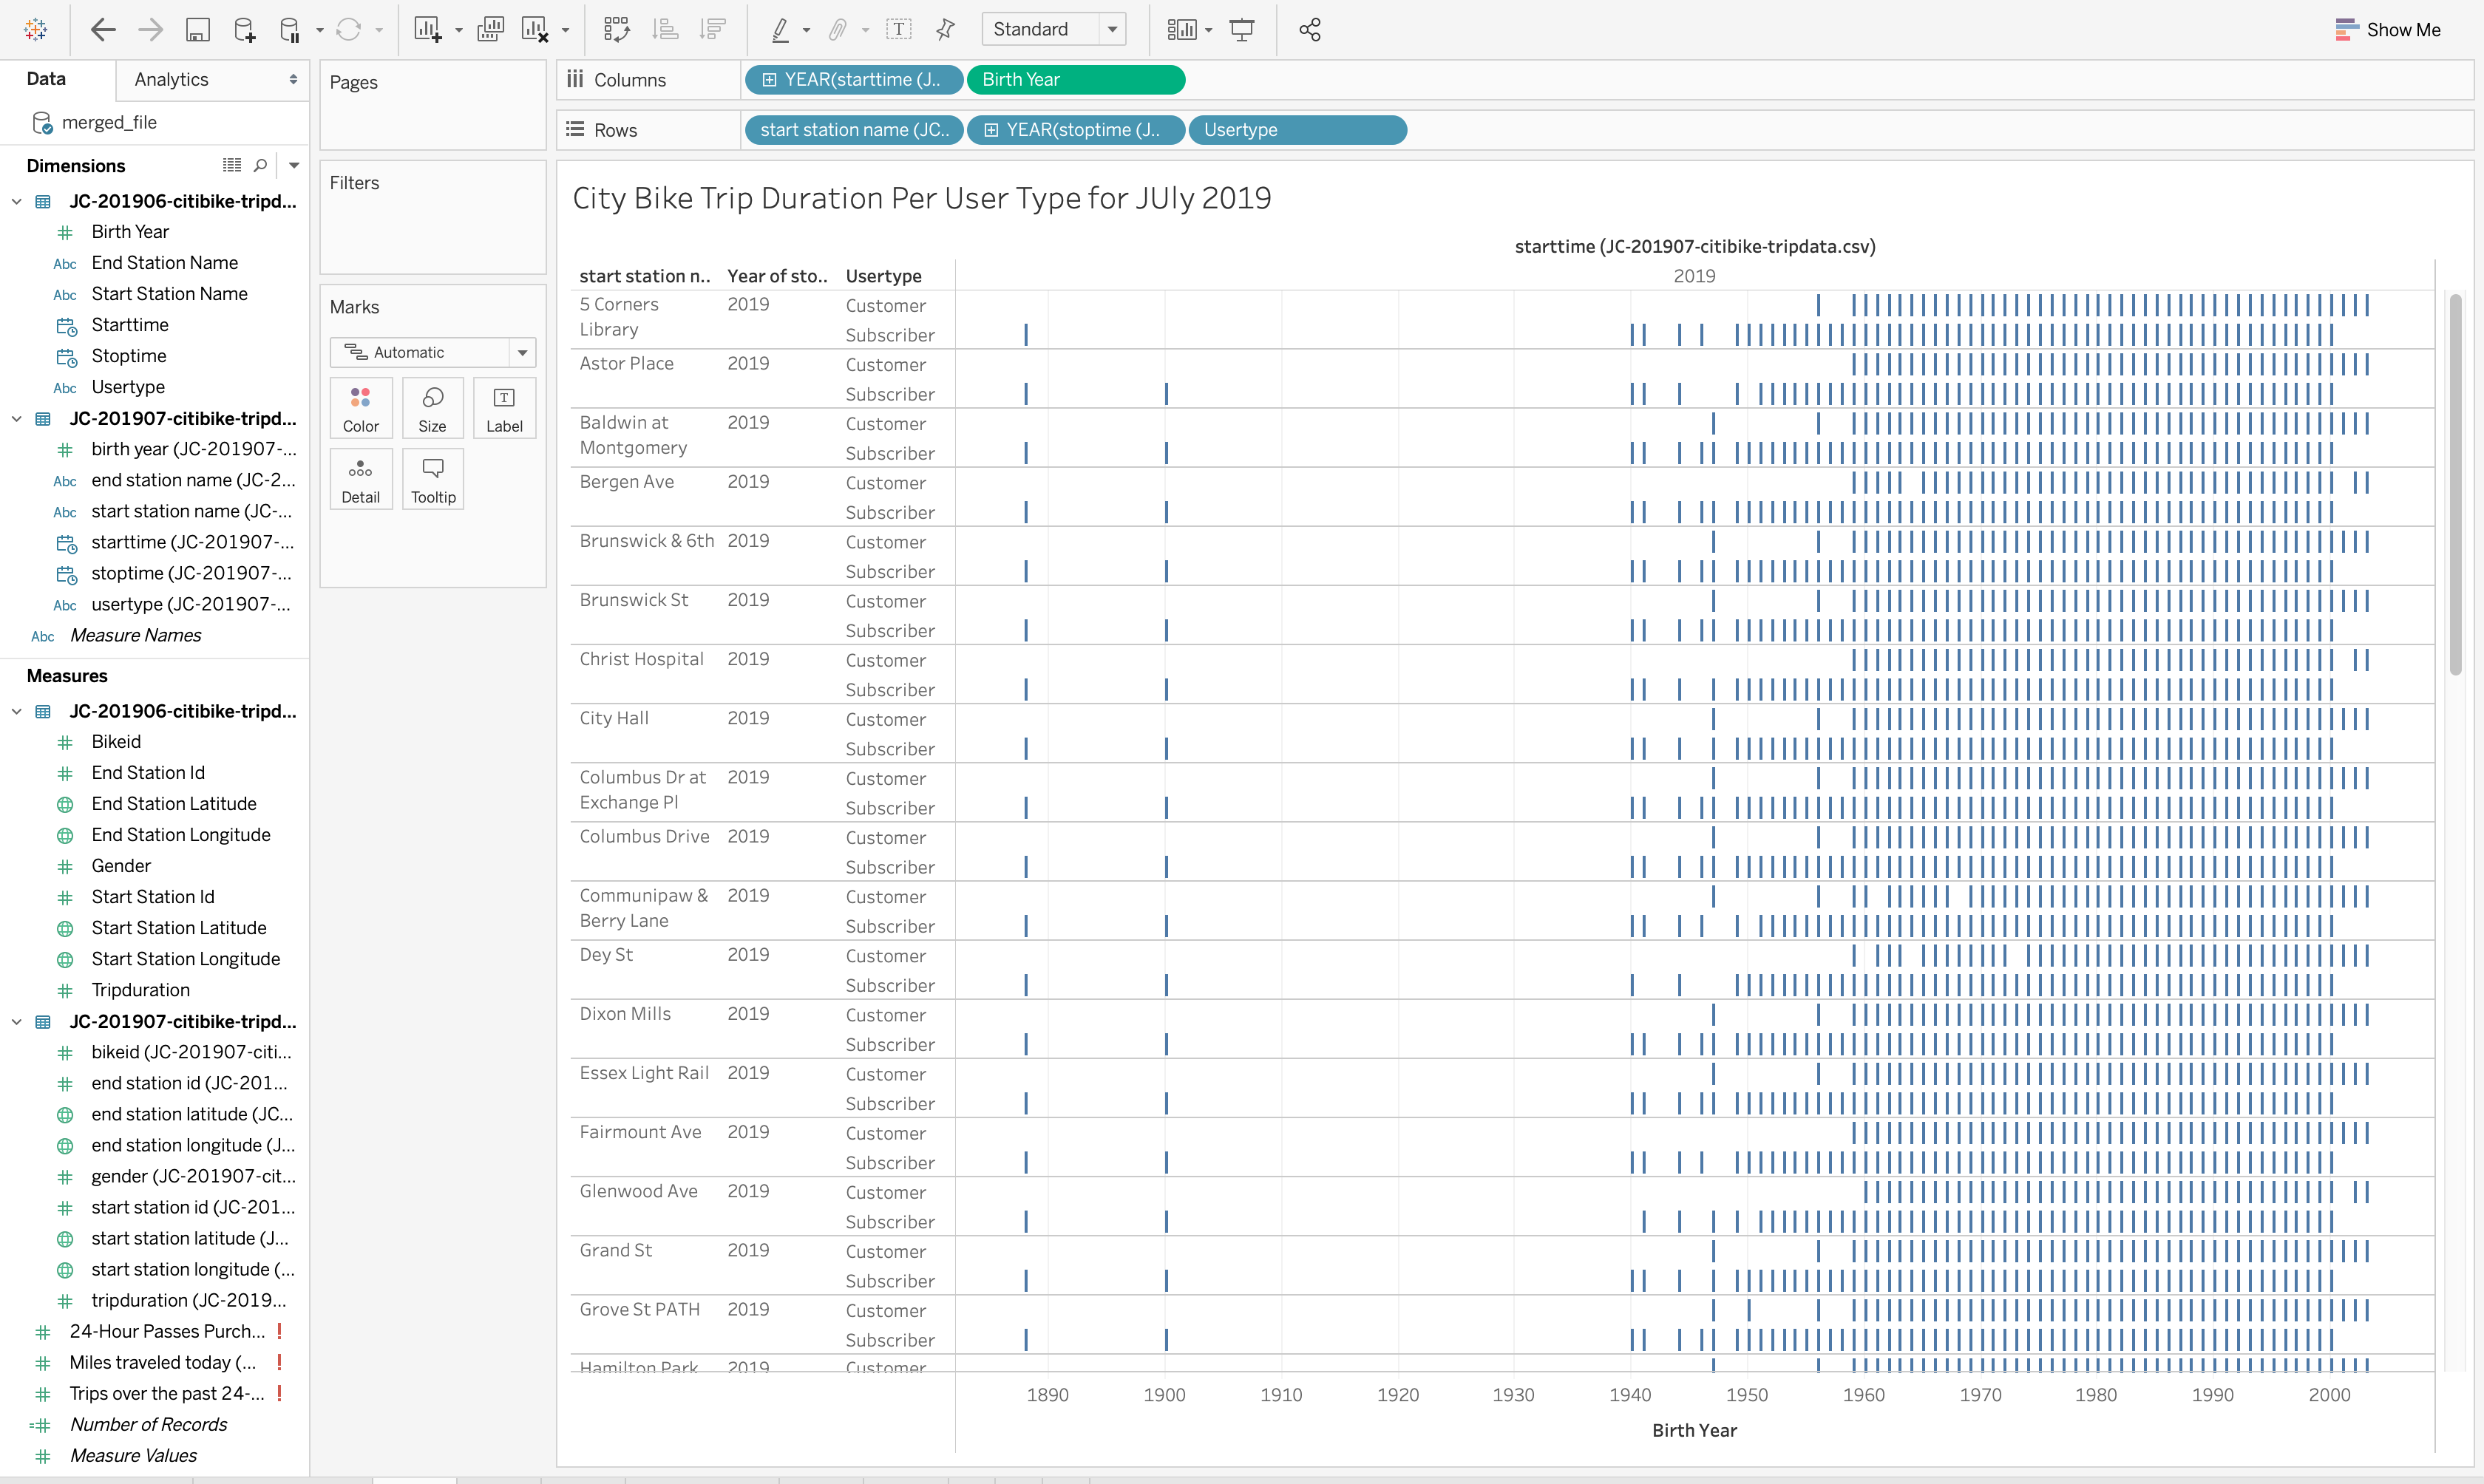 Standard
Show Me
Data
Analytics
merged_file
Dimensions
JC-201906-citibike-tripd...
Birth Year
Abc End Station Name
Abc Start Station Name
Starttime
Stoptime
Abc Usertype
JC-201907-citibike-tripd...
birth year (JC-201907-...
Abc end station name (JC-2...
Abc start station name (JC-...
starttime (JC-201907-...
stoptime (JC-201907-...
Abc usertype (JC-201907-...
Abc Measure Names
Measures
JC-201906-citibike-tripd...
Bikeid
End Station Id
End Station Latitude
End Station Longitude
Gender
Start Station Id
Start Station Latitude
Start Station Longitude
Tripduration
JC-201907-citibike-tripd...
bikeid (JC-201907-citi...
end station id (JC-201...
end station latitude (JC...
end station longitude (J...
gender (JC-201907-cit...
start station id (JC-201...
start station latitude (J...
start station longitude (...
tripduration (JC-2019...
24-Hour Passes Purch... !
Miles traveled today (... !
Trips over the past 24-... !
Number of Records
Measure Values
Pages
Filters
Marks
Automatic
Color Size Label
Detail Tooltip
Columns YEAR(starttime (J.. Birth Year
Rows start station name (JC.. YEAR(stoptime (J.. Usertype
City Bike Trip Duration Per User Type for JUly 2019
starttime (JC-201907-citibike-tripdata.csv)
start station n.. Year of sto.. Usertype 2019
5 Corners 2019 Customer
Library Subscriber
Astor Place 2019 Customer
Subscriber
Baldwin at 2019 Customer
Montgomery Subscriber
Bergen Ave 2019 Customer
Subscriber
Brunswick & 6th 2019 Customer
Subscriber
Brunswick St 2019 Customer
Subscriber
Christ Hospital 2019 Customer
Subscriber
City Hall 2019 Customer
Subscriber
Columbus Dr at 2019 Customer
Exchange Pl Subscriber
Columbus Drive 2019 Customer
Subscriber
Communipaw & 2019 Customer
Berry Lane Subscriber
Dey St 2019 Customer
Subscriber
Dixon Mills 2019 Customer
Subscriber
Essex Light Rail 2019 Customer
Subscriber
Fairmount Ave 2019 Customer
Subscriber
Glenwood Ave 2019 Customer
Subscriber
Grand St 2019 Customer
Subscriber
Grove St PATH 2019 Customer
Subscriber
Hamilton Park 2019 Customer
1890 1900 1910 1920 1930 1940 1950 1960 1970 1980 1990 2000
Birth Year